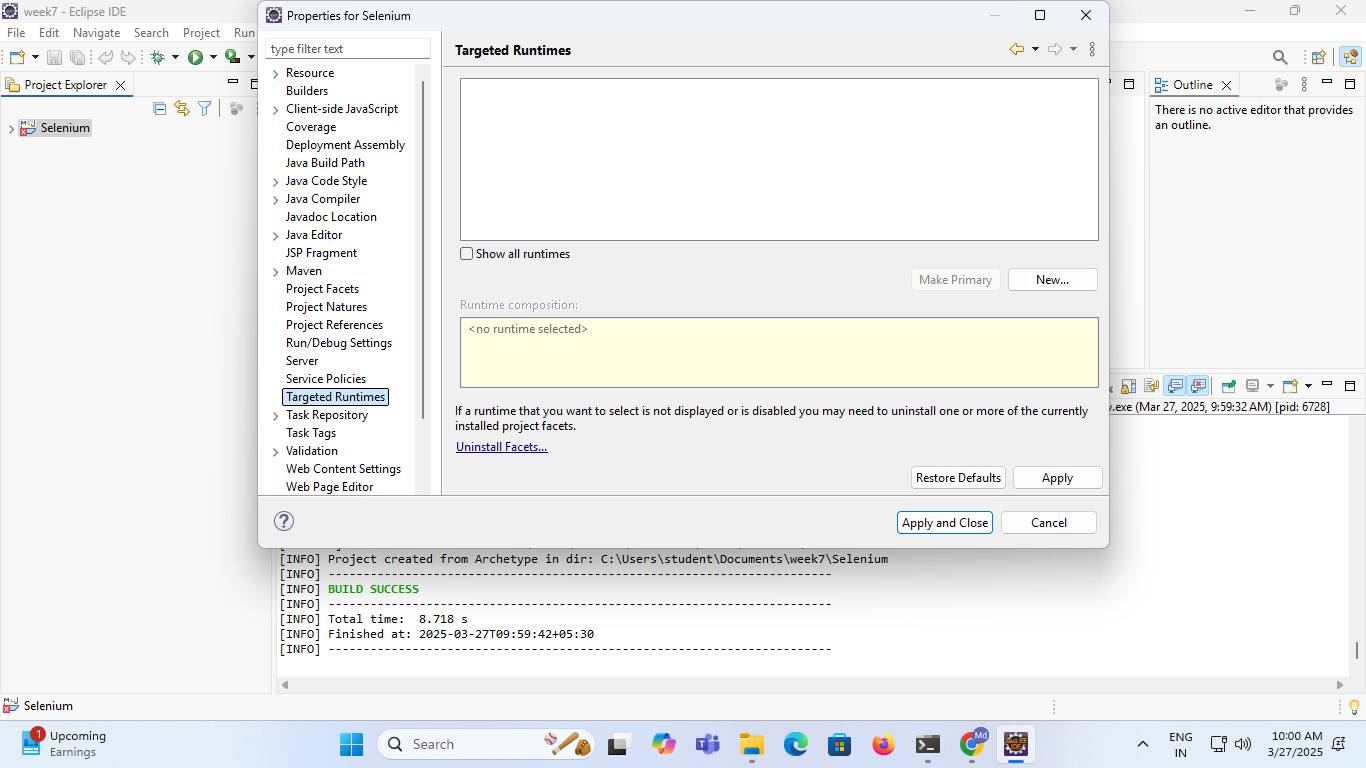 week7 - Eclipse IDE
Properties for Selenium
File Edit Navigate Search Project Run
type filter text
Targeted Runtimes
Project Explorer
Selenium
Resource
Builders
Client-side JavaScript
Coverage
Deployment Assembly
Java Build Path
Java Code Style
Java Compiler
Javadoc Location
Java Editor
JSP Fragment
Maven
Project Facets
Project Natures
Project References
Run/Debug Settings
Server
Service Policies
Targeted Runtimes
Task Repository
Task Tags
Validation
Web Content Settings
Web Page Editor
Show all runtimes
Make Primary
New...
Runtime composition:
<no runtime selected>
If a runtime that you want to select is not displayed or is disabled you may need to uninstall one or more of the currently
installed project facets.
Uninstall Facets...
Restore Defaults
Apply
Apply and Close
Cancel
Outline
There is no active editor that provides
an outline.
.exe (Mar 27, 2025, 9:59:32 AM) [pid: 6728]
[INFO] Project created from Archetype in dir: C:\Users\student\Documents\week7\Selenium
[INFO] ------------------------------------------------------------------------
[INFO] BUILD SUCCESS
[INFO] ------------------------------------------------------------------------
[INFO] Total time:  8.718 s
[INFO] Finished at: 2025-03-27T09:59:42+05:30
[INFO] ------------------------------------------------------------------------
Selenium
1
Upcoming
Earnings
Search
Md
ENG
IN
10:00 AM
3/27/2025